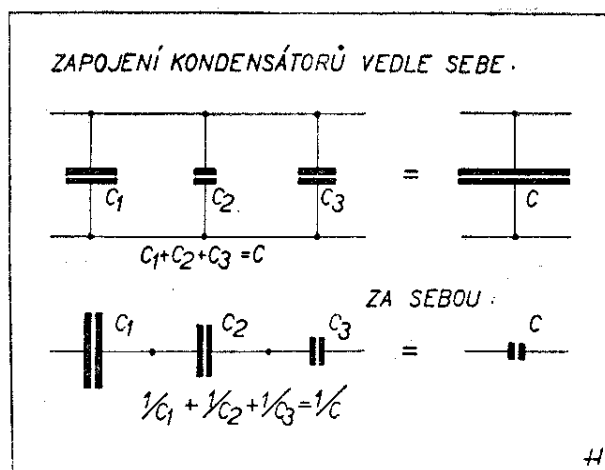 ZAPOJENÍ KONDENSÁTORŮ VEDLE SEBE.
C₁ C₂ C₃ = C
C₁+C₂+C₃=C
ZA SEBOU:
C₁ C₂ C₃ = C
1/C₁ + 1/C₂ + 1/C₃ = 1/C